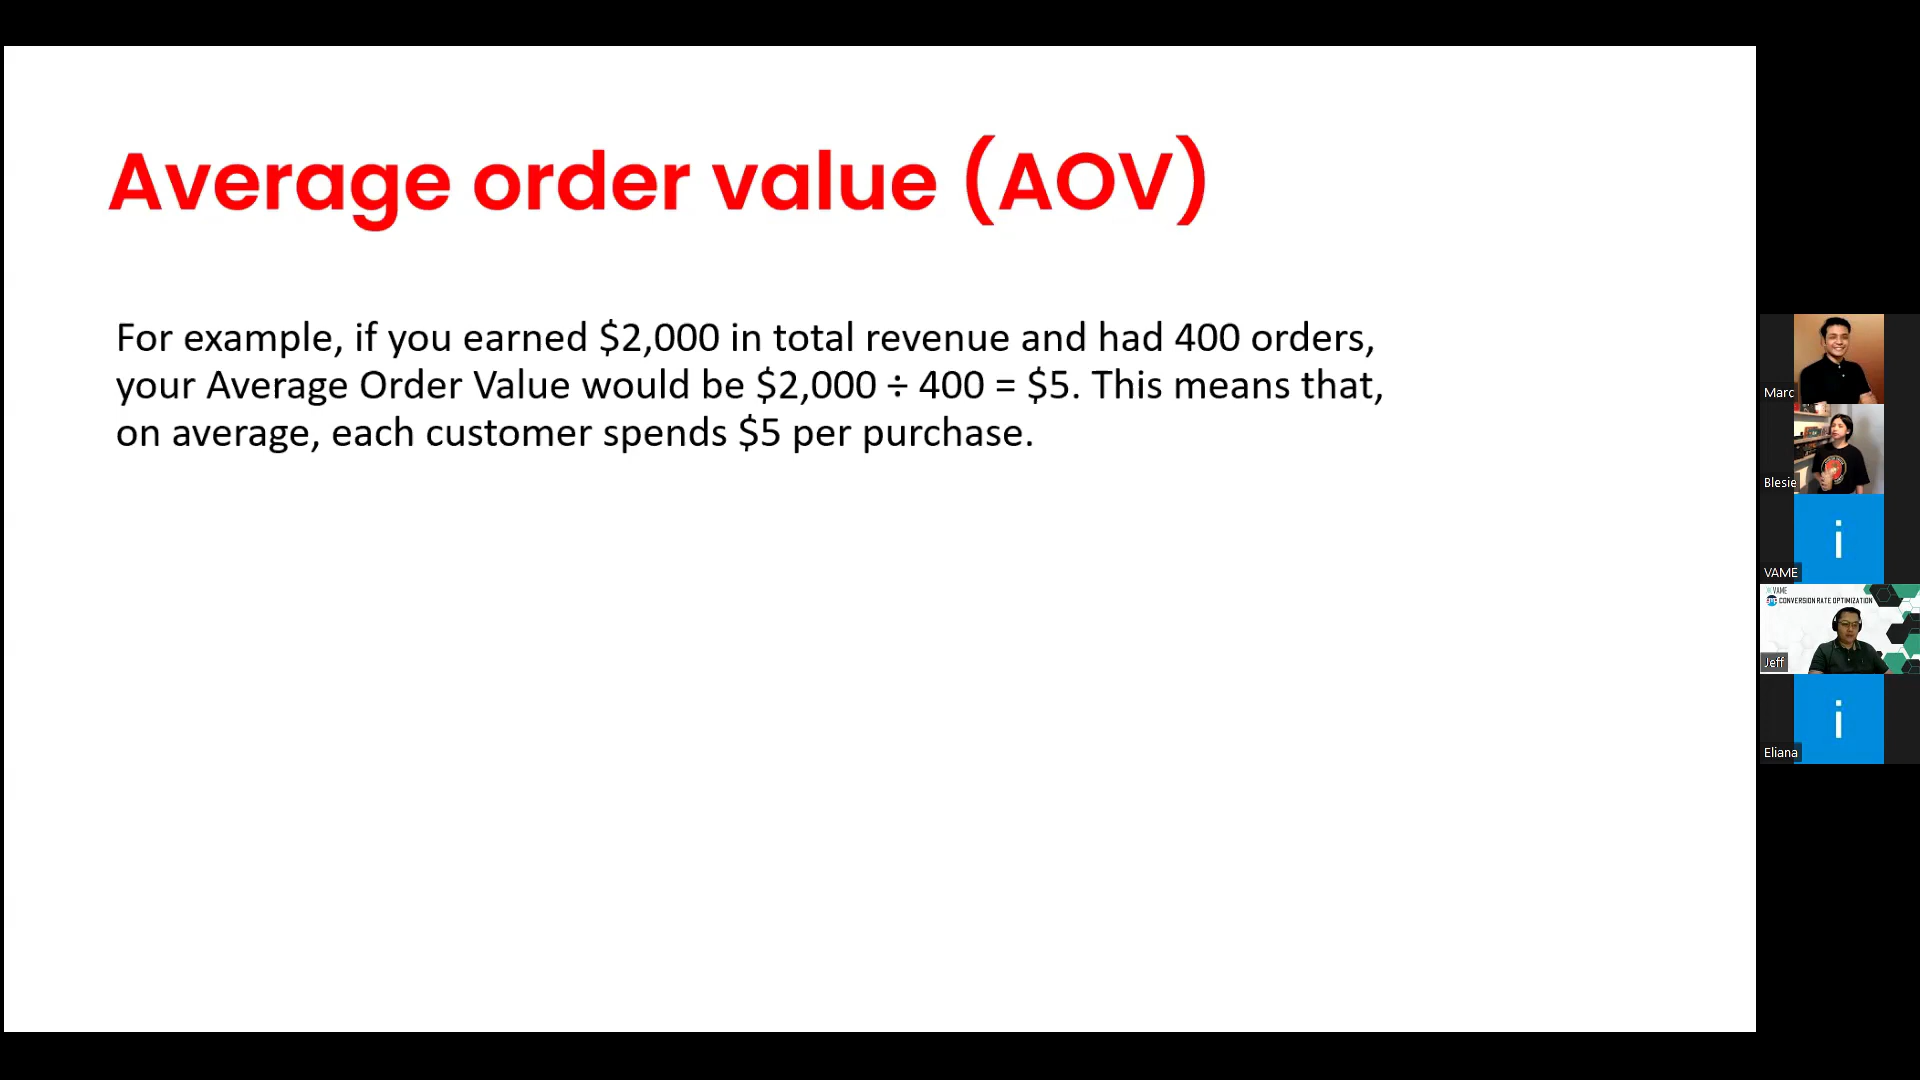 Average order value (AOV)
For example, if you earned $2,000 in total revenue and had 400 orders,
your Average Order Value would be $2,000 ÷ 400 = $5. This means that,
on average, each customer spends $5 per purchase.
Marc
Blesie
i
VAME
VAME
CONVERSION RATE OPTIMIZATION
Jeff
i
Eliana